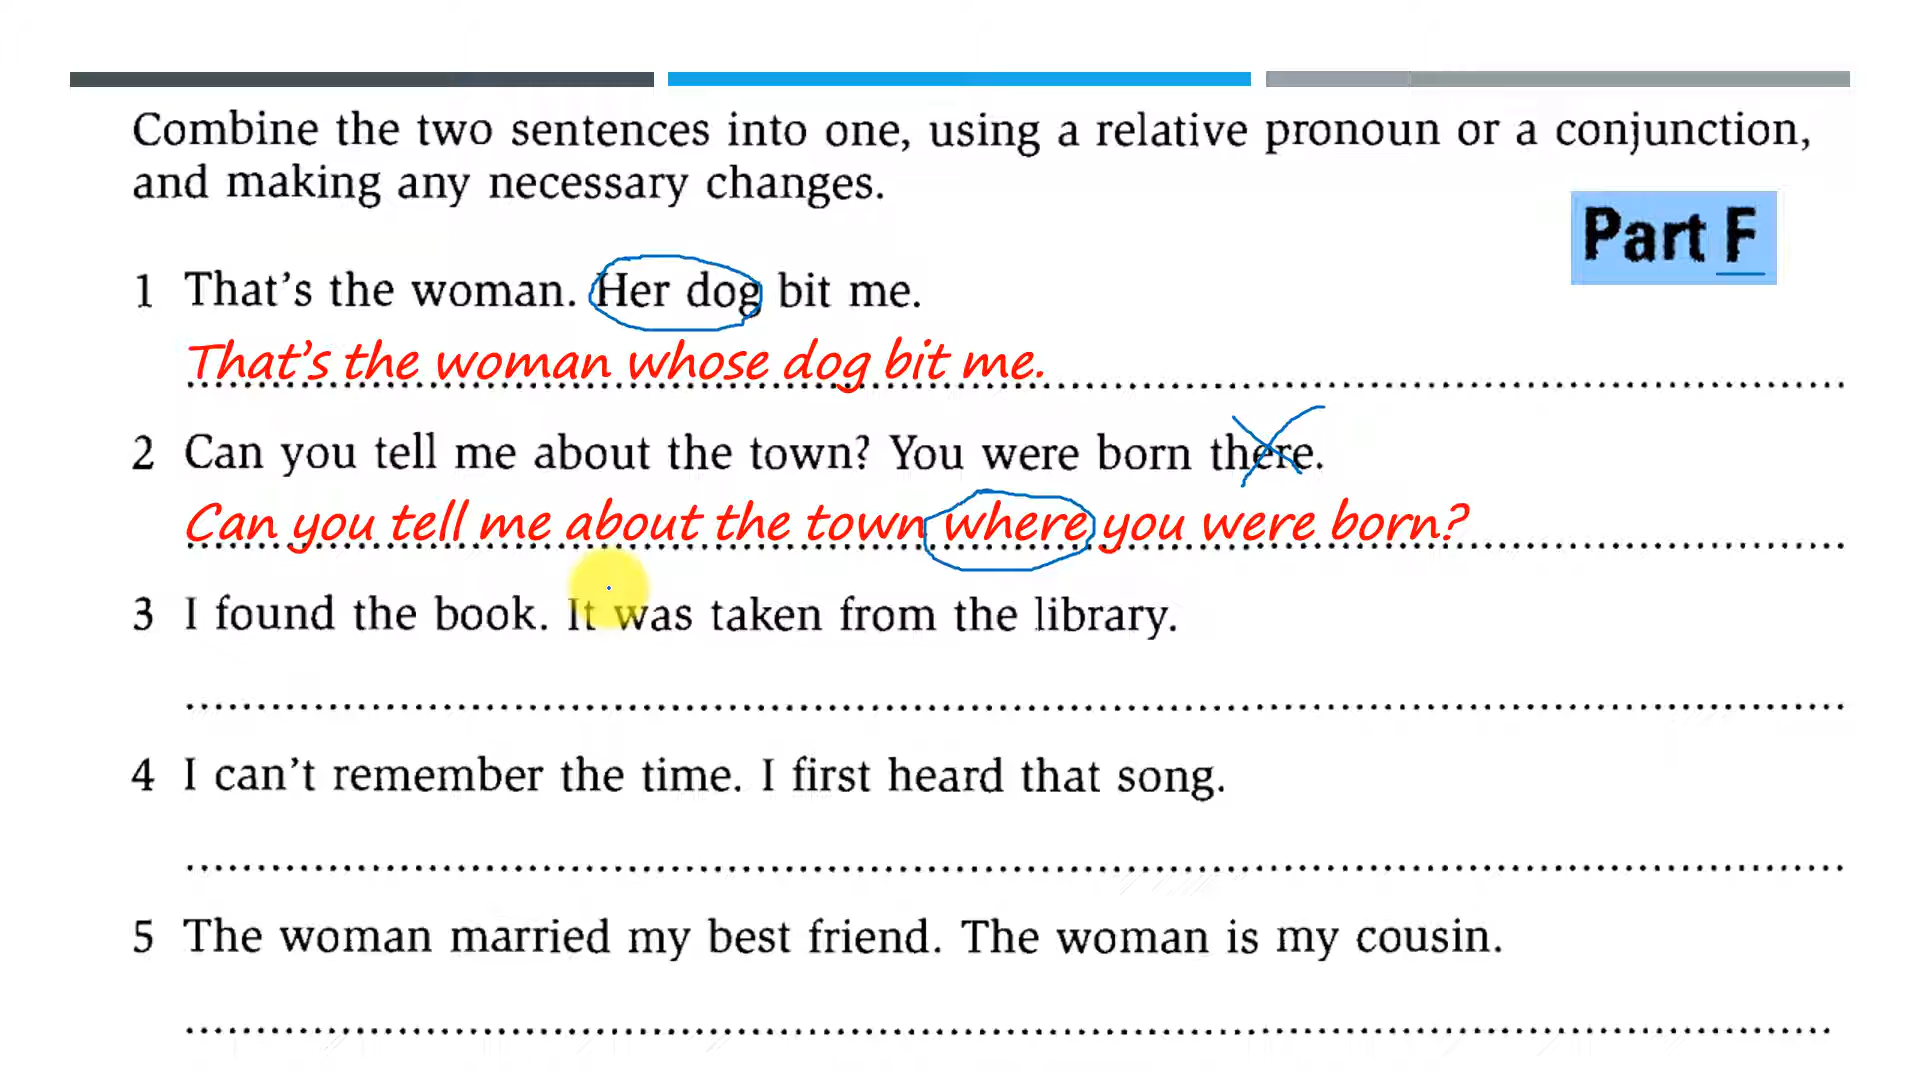 Combine the two sentences into one, using a relative pronoun or a conjunction,
and making any necessary changes.
Part F
1 That's the woman. Her dog bit me.
That's the woman whose dog bit me.
2 Can you tell me about the town? You were born there.
Can you tell me about the town where you were born?
3 I found the book. It was taken from the library.
4 I can't remember the time. I first heard that song.
5 The woman married my best friend. The woman is my cousin.